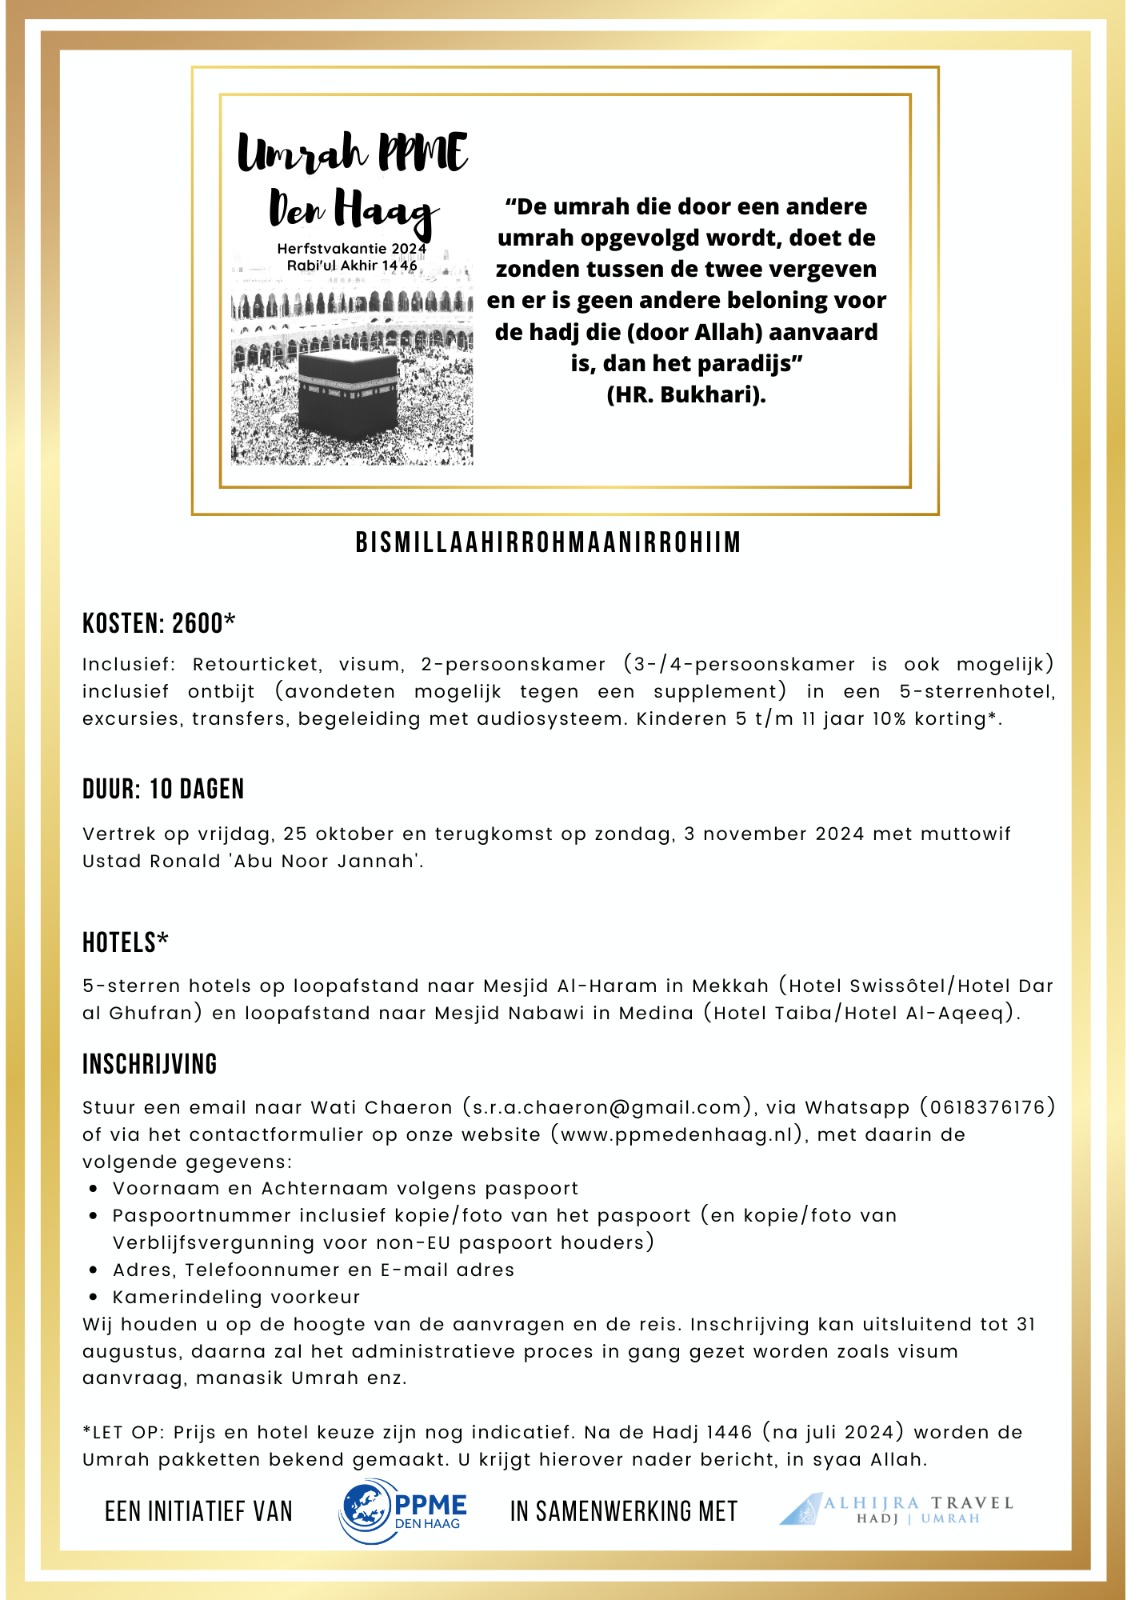 Umrah PPME
Den Haag
Herfstvakantie 2024
Rabi'ul Akhir 1446
“De umrah die door een andere
umrah opgevolgd wordt, doet de
zonden tussen de twee vergeven
en er is geen andere beloning voor
de hadj die (door Allah) aanvaard
is, dan het paradijs”
(HR. Bukhari).
BISMILLAAHIRROHMAANIRROHIIM
KOSTEN: 2600*
Inclusief: Retourticket, visum, 2-persoonskamer (3-/4-persoonskamer is ook mogelijk)
inclusief ontbijt (avondeten mogelijk tegen een supplement) in een 5-sterrenhotel,
excursies, transfers, begeleiding met audiosysteem. Kinderen 5 t/m 11 jaar 10% korting*.
DUUR: 10 DAGEN
Vertrek op vrijdag, 25 oktober en terugkomst op zondag, 3 november 2024 met muttowif
Ustad Ronald 'Abu Noor Jannah'.
HOTELS*
5-sterren hotels op loopafstand naar Mesjid Al-Haram in Mekkah (Hotel Swissôtel/Hotel Dar
al Ghufran) en loopafstand naar Mesjid Nabawi in Medina (Hotel Taiba/Hotel Al-Aqeeq).
INSCHRIJVING
Stuur een email naar Wati Chaeron (s.r.a.chaeron@gmail.com), via Whatsapp (0618376176)
of via het contactformulier op onze website (www.ppmedenhaag.nl), met daarin de
volgende gegevens:
• Voornaam en Achternaam volgens paspoort
• Paspoortnummer inclusief kopie/foto van het paspoort (en kopie/foto van
Verblijfsvergunning voor non-EU paspoort houders)
• Adres, Telefoonnumer en E-mail adres
• Kamerindeling voorkeur
Wij houden u op de hoogte van de aanvragen en de reis. Inschrijving kan uitsluitend tot 31
augustus, daarna zal het administratieve proces in gang gezet worden zoals visum
aanvraag, manasik Umrah enz.
*LET OP: Prijs en hotel keuze zijn nog indicatief. Na de Hadj 1446 (na juli 2024) worden de
Umrah pakketten bekend gemaakt. U krijgt hierover nader bericht, in syaa Allah.
EEN INITIATIEF VAN
PPME
DEN HAAG
IN SAMENWERKING MET
ALHIJRA TRAVEL
HADJ | UMRAH